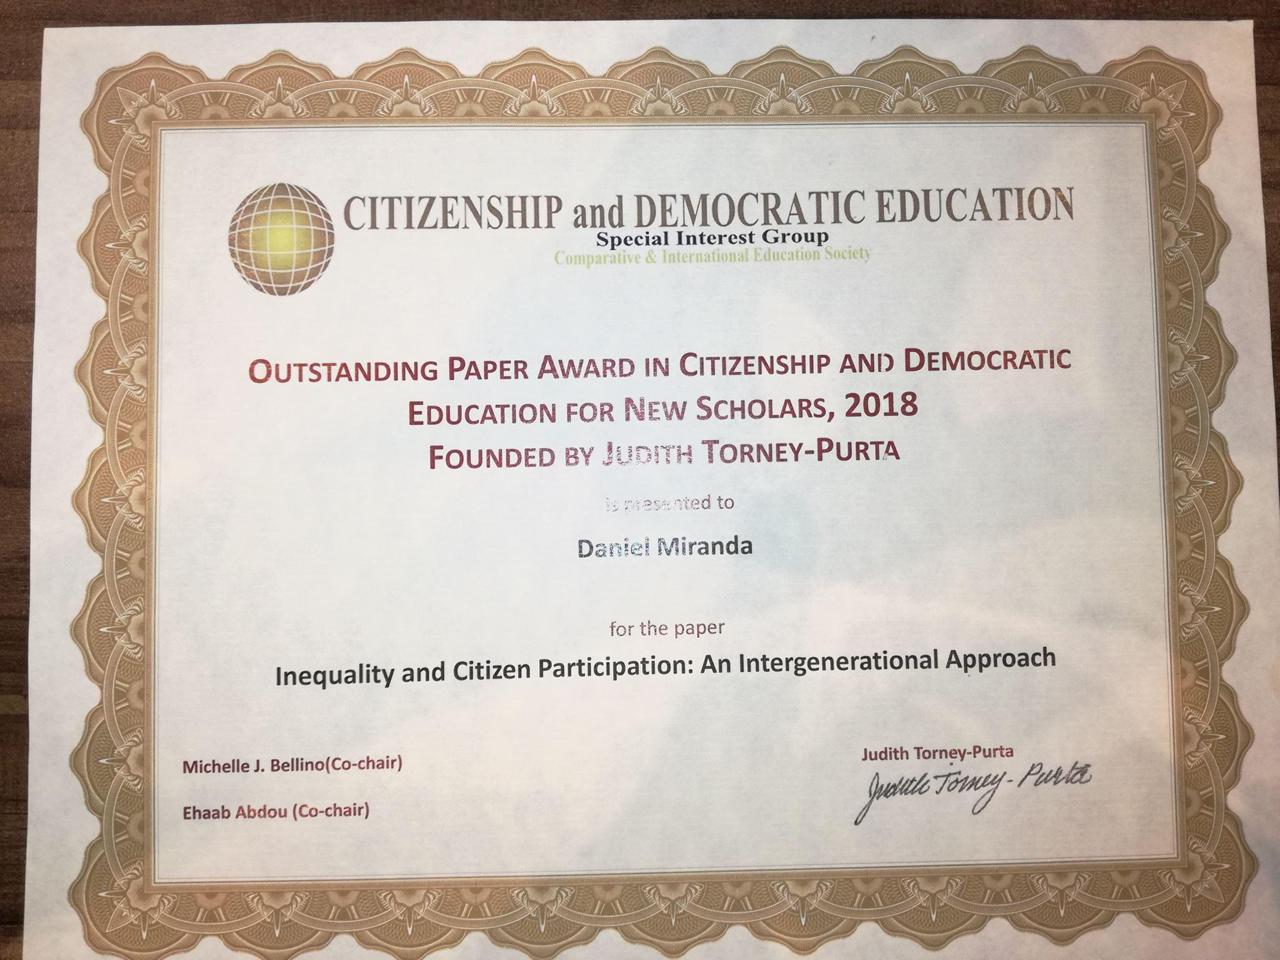 CITIZENSHIP and DEMOCRATIC EDUCATION
Special Interest Group
Comparative & International Education Society
OUTSTANDING PAPER AWARD IN CITIZENSHIP AND DEMOCRATIC
EDUCATION FOR NEW SCHOLARS, 2018
FOUNDED BY JUDITH TORNEY-PURTA
is presented to
Daniel Miranda
for the paper
Inequality and Citizen Participation: An Intergenerational Approach
Michelle J. Bellino(Co-chair)
Ehaab Abdou (Co-chair)
Judith Torney-Purta
Judith Torney-Purta